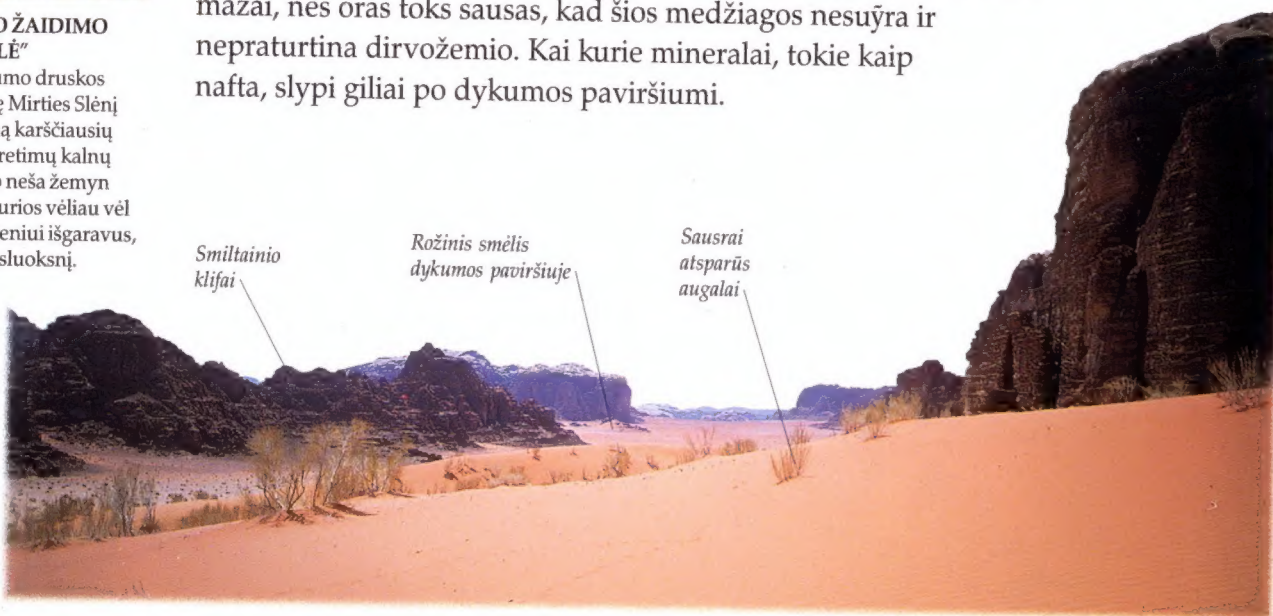 ŽAIDIMO
LĖ"
umo druskos
Mirties Slėnį
karščiausių
retimų kalnų
neša žemyn
urios vėliau vėl
eniui išgaravus,
sluoksnį.
mažai, nes oras toks sausas, kad šios medžiagos nesuyra ir
nepraturtina dirvožemio. Kai kurie mineralai, tokie kaip
nafta, slypi giliai po dykumos paviršiumi.
Smiltainio
klifai
Rožinis smėlis
dykumos paviršiuje
Sausrai
atsparūs
augalai